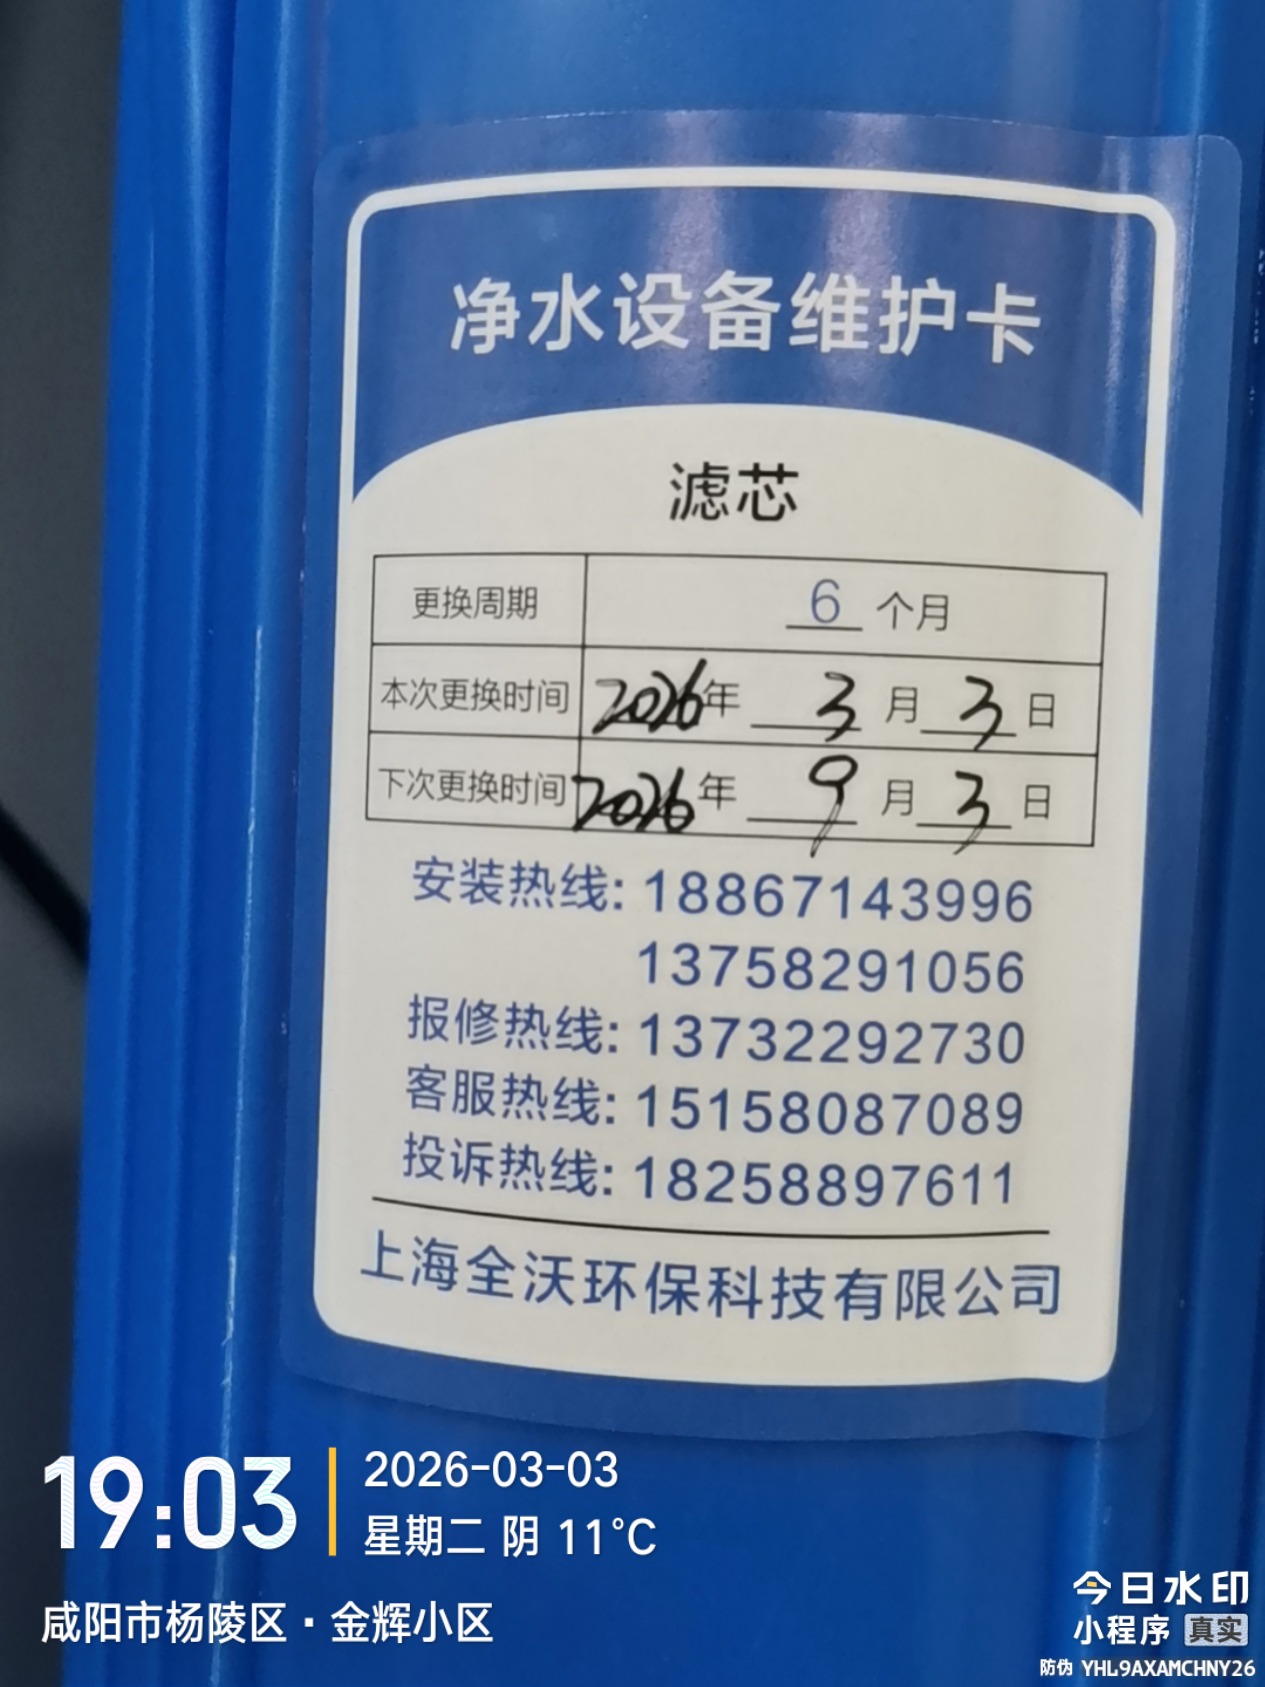 净水设备维护卡
滤芯
更换周期 6 个月
本次更换时间 2026年 3 月 3 日
下次更换时间 2026年 9 月 3 日
安装热线: 18867143996
13758291056
报修热线: 13732292730
客服热线: 15158087089
投诉热线: 18258897611
上海全沃环保科技有限公司
19:03
2026-03-03
星期二 阴 11°C
咸阳市杨陵区·金辉小区
今日水印
小程序 真实
防伪 YHL9AXAMCHNY26